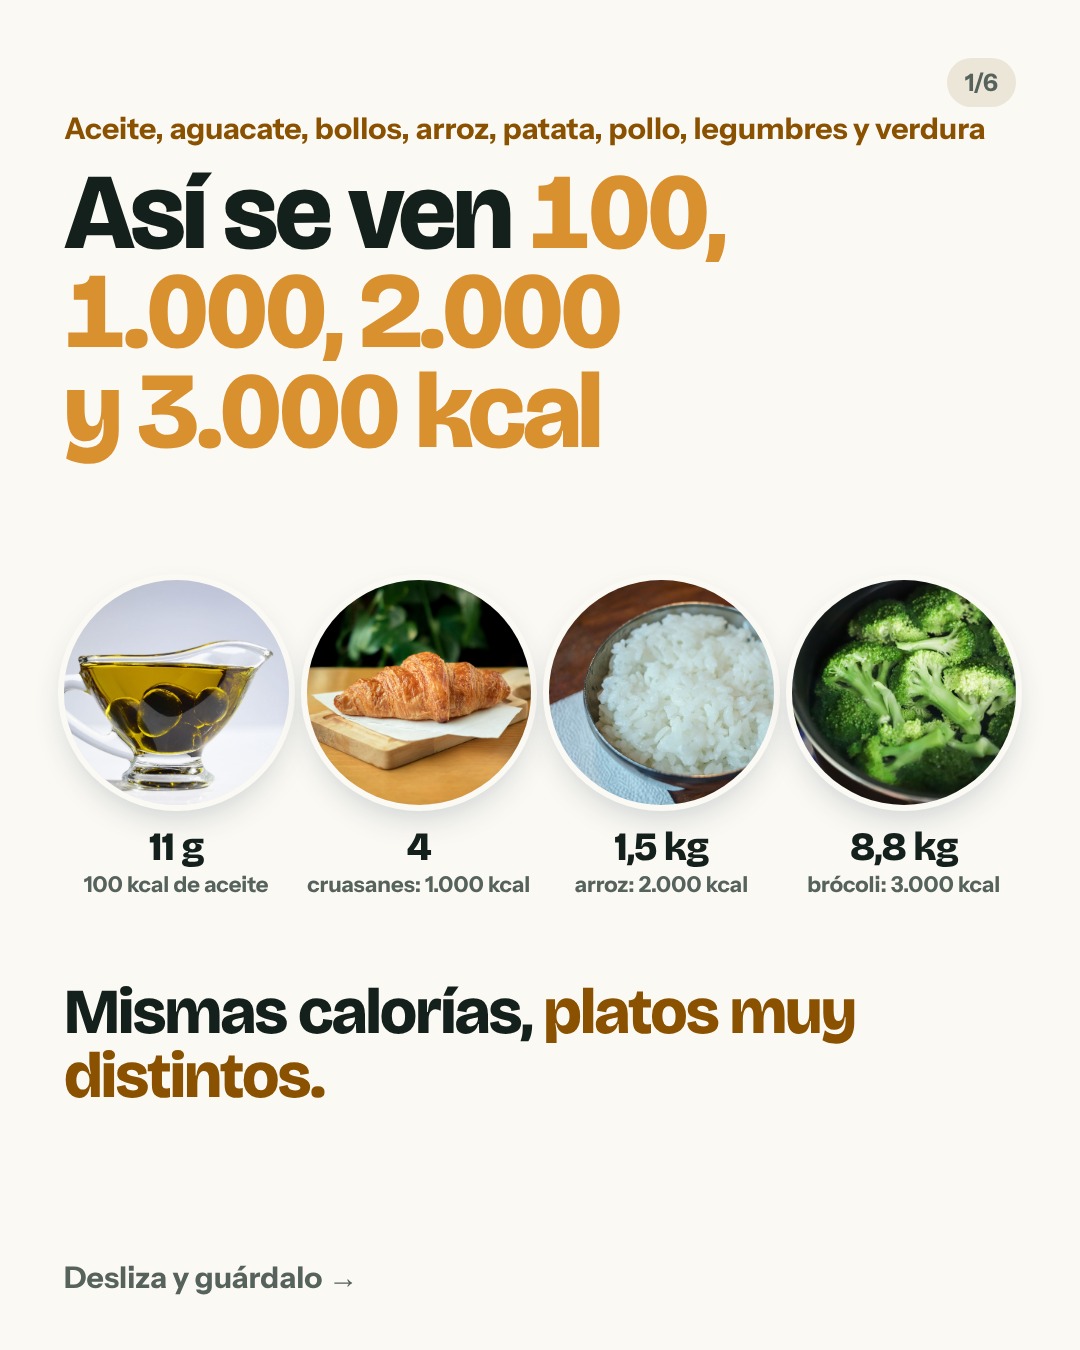 1/6
Aceite, aguacate, bollos, arroz, patata, pollo, legumbres y verdura
Así se ven 100,
1.000, 2.000
y 3.000 kcal
11 g
100 kcal de aceite
4
cruasanes: 1.000 kcal
1,5 kg
arroz: 2.000 kcal
8,8 kg
brócoli: 3.000 kcal
Mismas calorías, platos muy
distintos.
Desliza y guárdalo →